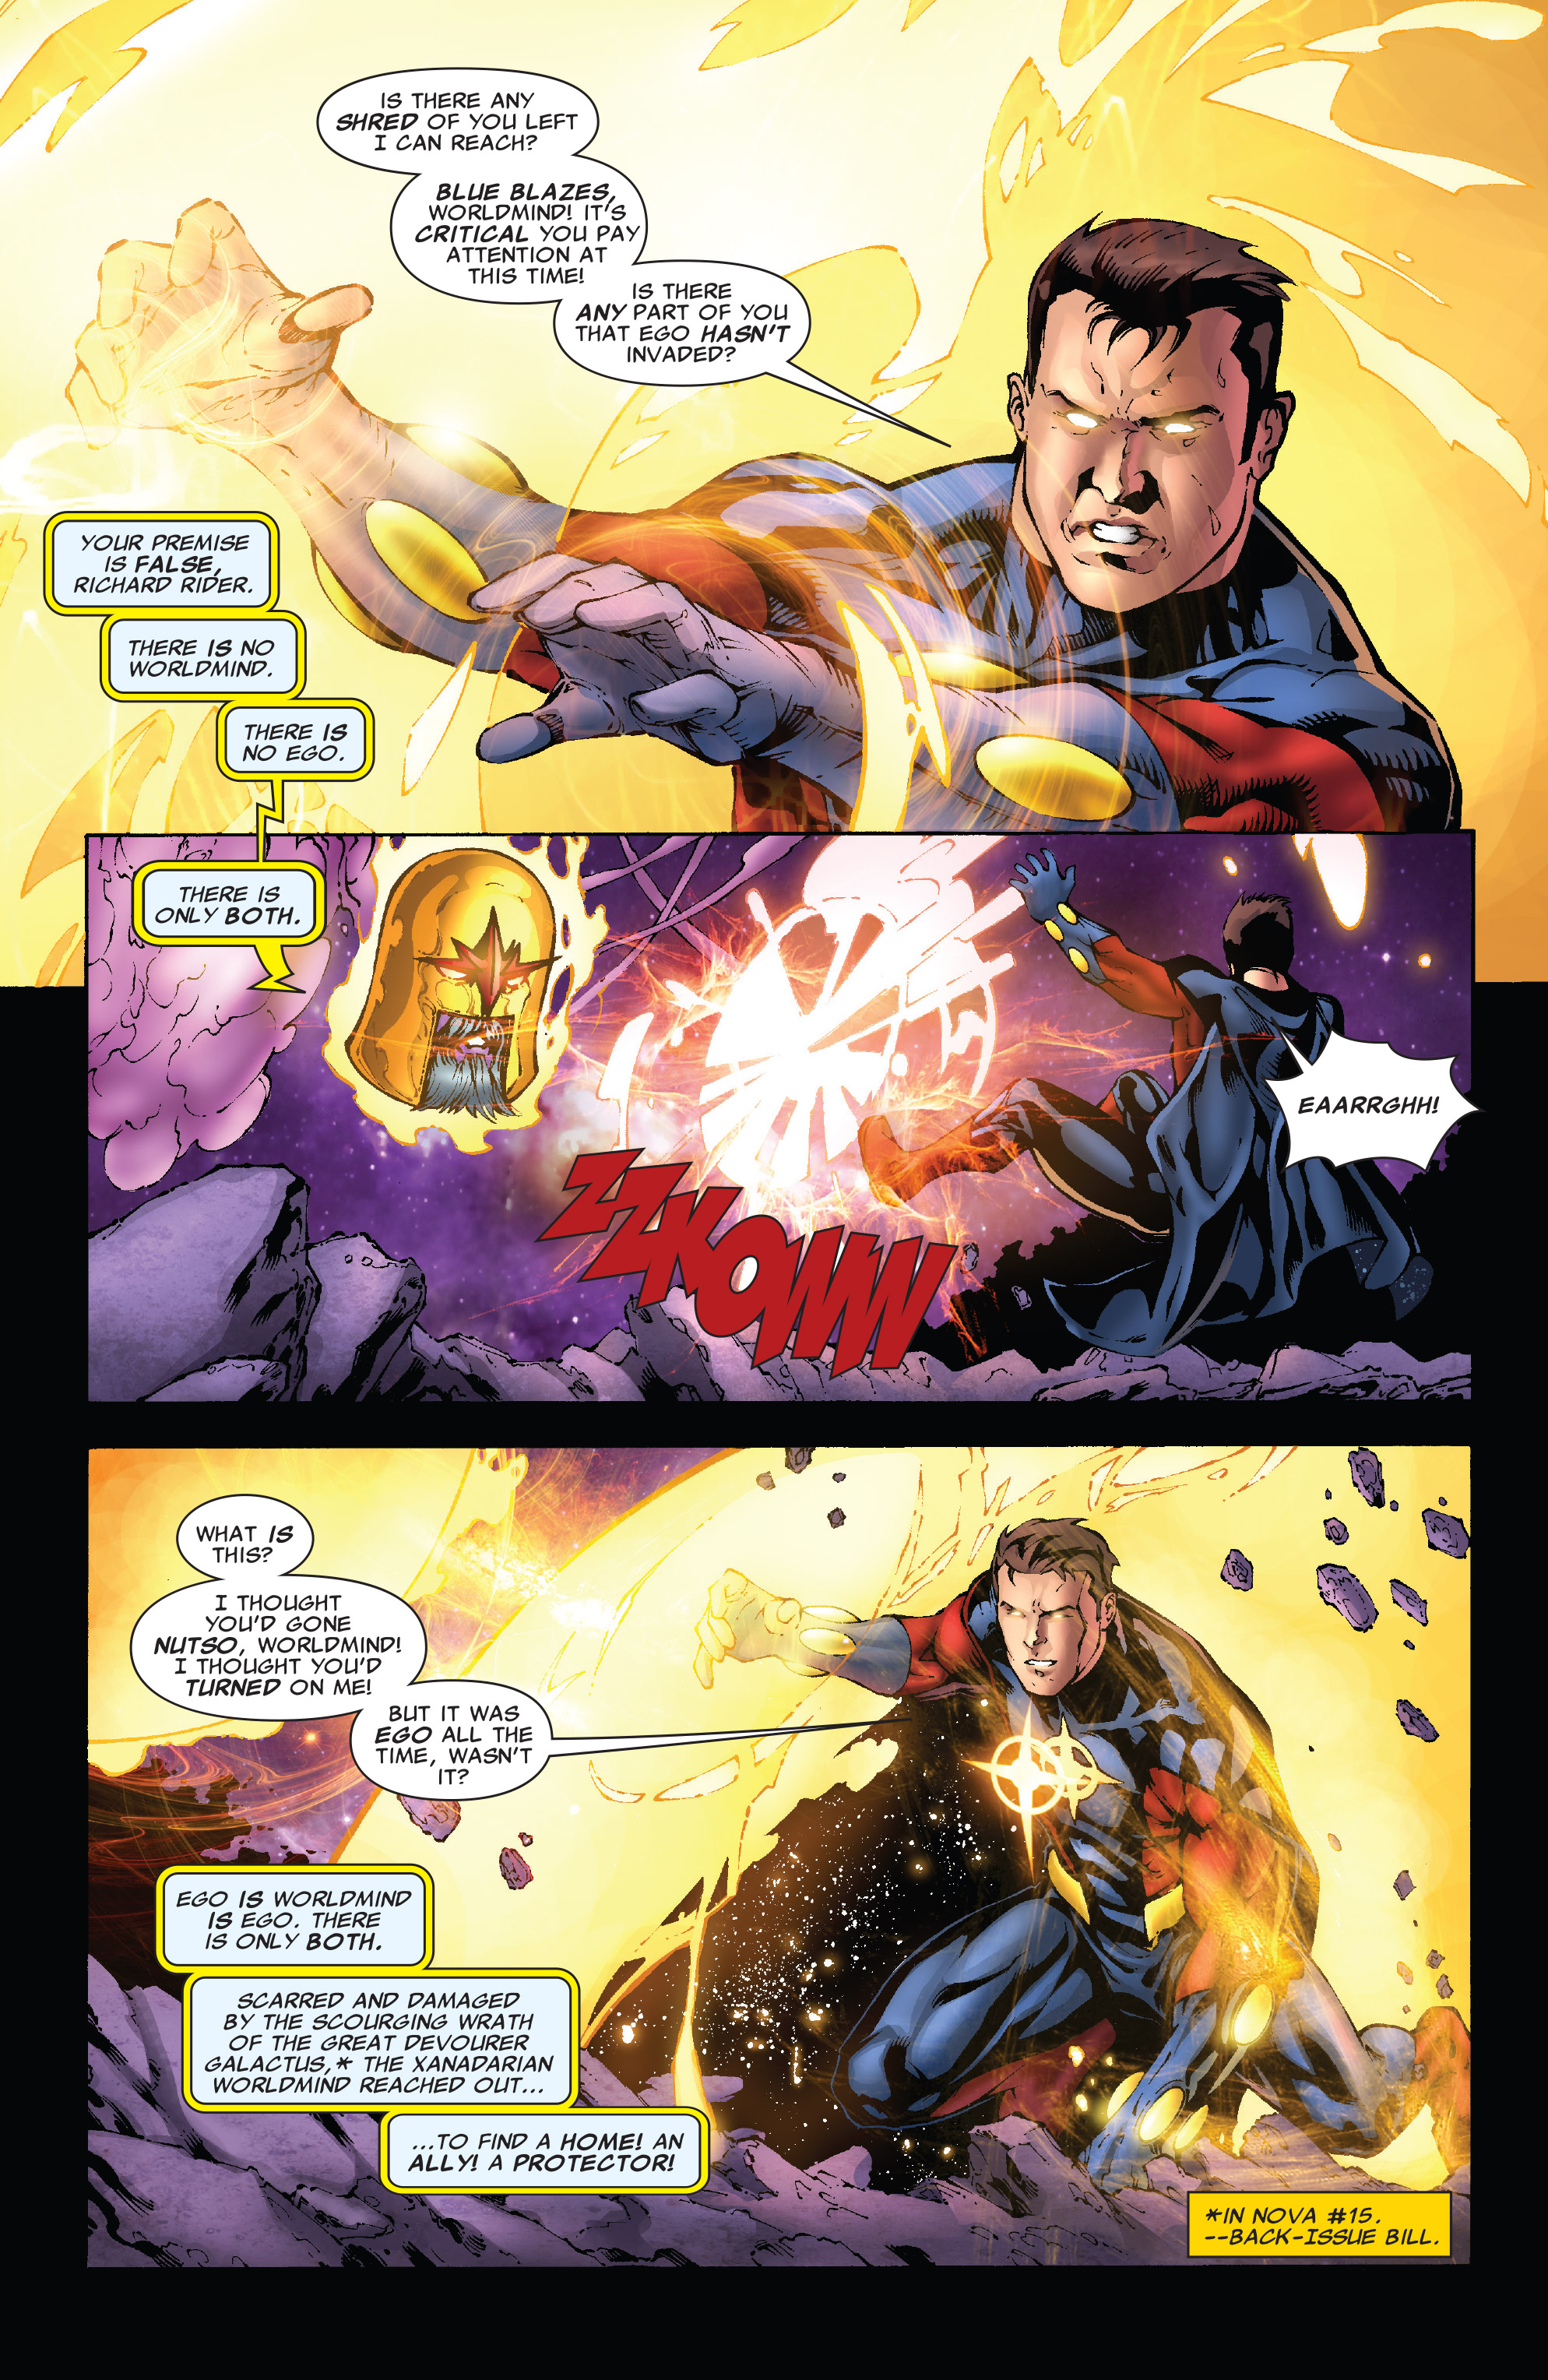 IS THERE ANY
SHRED OF YOU LEFT
I CAN REACH?
BLUE BLAZES,
WORLDMIND! IT'S
CRITICAL YOU PAY
ATTENTION AT
THIS TIME!
IS THERE
ANY PART OF YOU
THAT EGO HASN'T
INVADED?
YOUR PREMISE
IS FALSE,
RICHARD RIDER.
THERE IS NO
WORLDMIND.
THERE IS
NO EGO.
THERE IS
ONLY BOTH.
ZZKOWWW
EAARRGHH!
WHAT IS
THIS?
I THOUGHT
YOU'D GONE
NUTSO, WORLDMIND!
I THOUGHT YOU'D
TURNED ON ME!
BUT IT WAS
EGO ALL THE
TIME, WASN'T
IT?
EGO IS WORLDMIND
IS EGO. THERE
IS ONLY BOTH.
SCARRED AND DAMAGED
BY THE SCOURGING WRATH
OF THE GREAT DEVOURER
GALACTUS,* THE XANADARIAN
WORLDMIND REACHED OUT...
...TO FIND A HOME! AN
ALLY! A PROTECTOR!
*IN NOVA #15.
--BACK-ISSUE BILL.